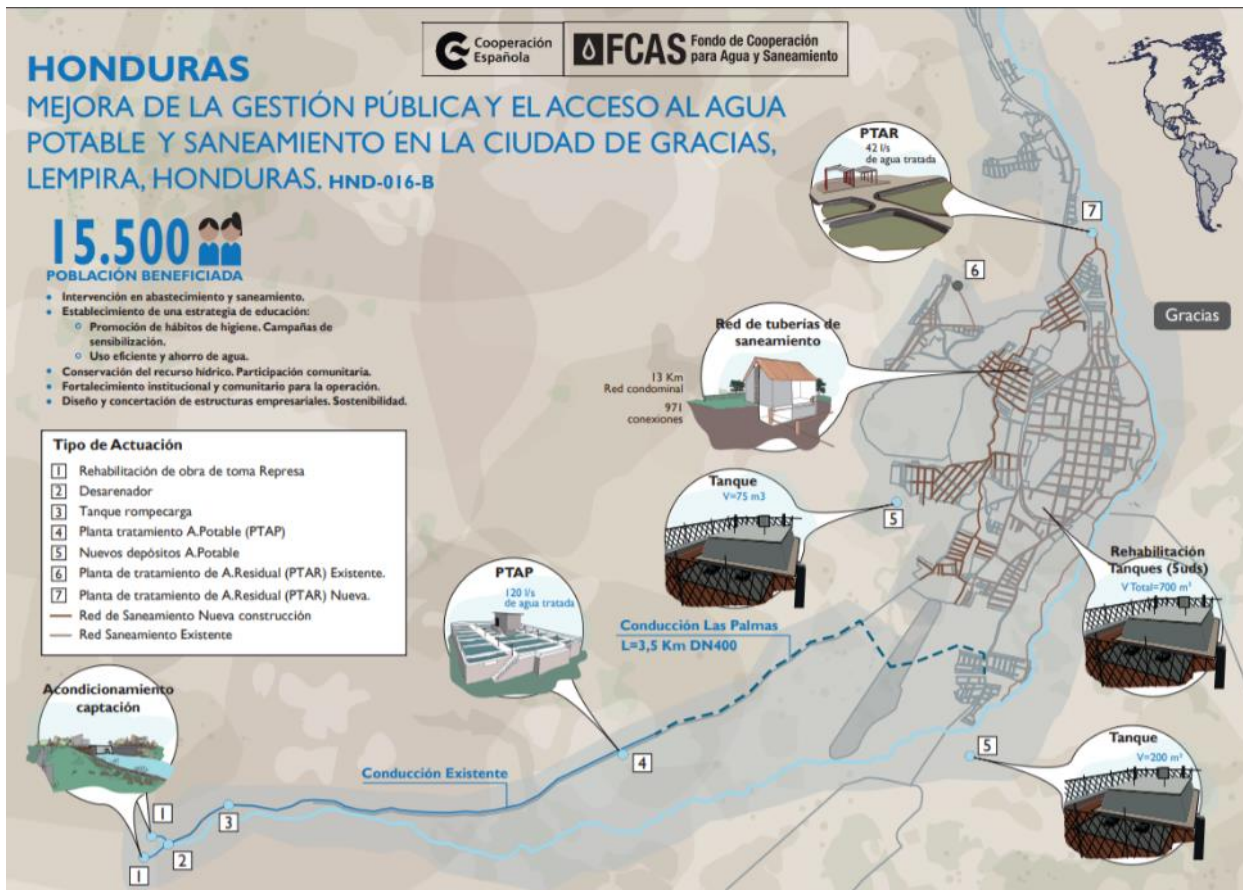 Cooperación
Española
FCAS
Fondo de Cooperación
para Agua y Saneamiento
HONDURAS
MEJORA DE LA GESTIÓN PÚBLICA Y EL ACCESO AL AGUA
POTABLE Y SANEAMIENTO EN LA CIUDAD DE GRACIAS,
LEMPIRA, HONDURAS. HND-016-B
15.500
POBLACIÓN BENEFICIADA
• Intervención en abastecimiento y saneamiento.
• Establecimiento de una estrategia de educación:
○ Promoción de hábitos de higiene. Campañas de
sensibilización.
○ Uso eficiente y ahorro de agua.
• Conservación del recurso hídrico. Participación comunitaria.
• Fortalecimiento institucional y comunitario para la operación.
• Diseño y concertación de estructuras empresariales. Sostenibilidad.
Tipo de Actuación
1 Rehabilitación de obra de toma Represa
2 Desarenador
3 Tanque rompecarga
4 Planta tratamiento A.Potable (PTAP)
5 Nuevos depósitos A.Potable
6 Planta de tratamiento de A.Residual (PTAR) Existente.
7 Planta de tratamiento de A.Residual (PTAR) Nueva.
Red de Saneamiento Nueva construcción
Red Saneamiento Existente
PTAR
42 l/s
de agua tratada
7
6
Gracias
Red de tuberías de
saneamiento
13 Km
Red condominal
971
conexiones
Tanque
V=75 m3
5
Rehabilitación
Tanques (Suds)
V Total=700 m³
PTAP
120 l/s
de agua tratada
Conducción Las Palmas
L=3,5 Km DN400
4
Tanque
V=200 m³
5
Acondicionamiento
captación
Conducción Existente
1
3
2
1